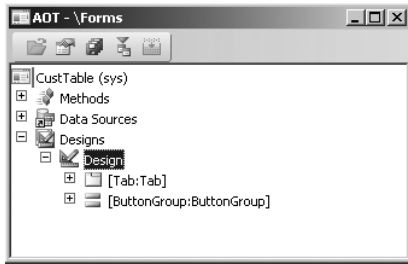 AOT - \Forms
CustTable (sys)
Methods
Data Sources
Designs
Design
[Tab:Tab]
[ButtonGroup:ButtonGroup]